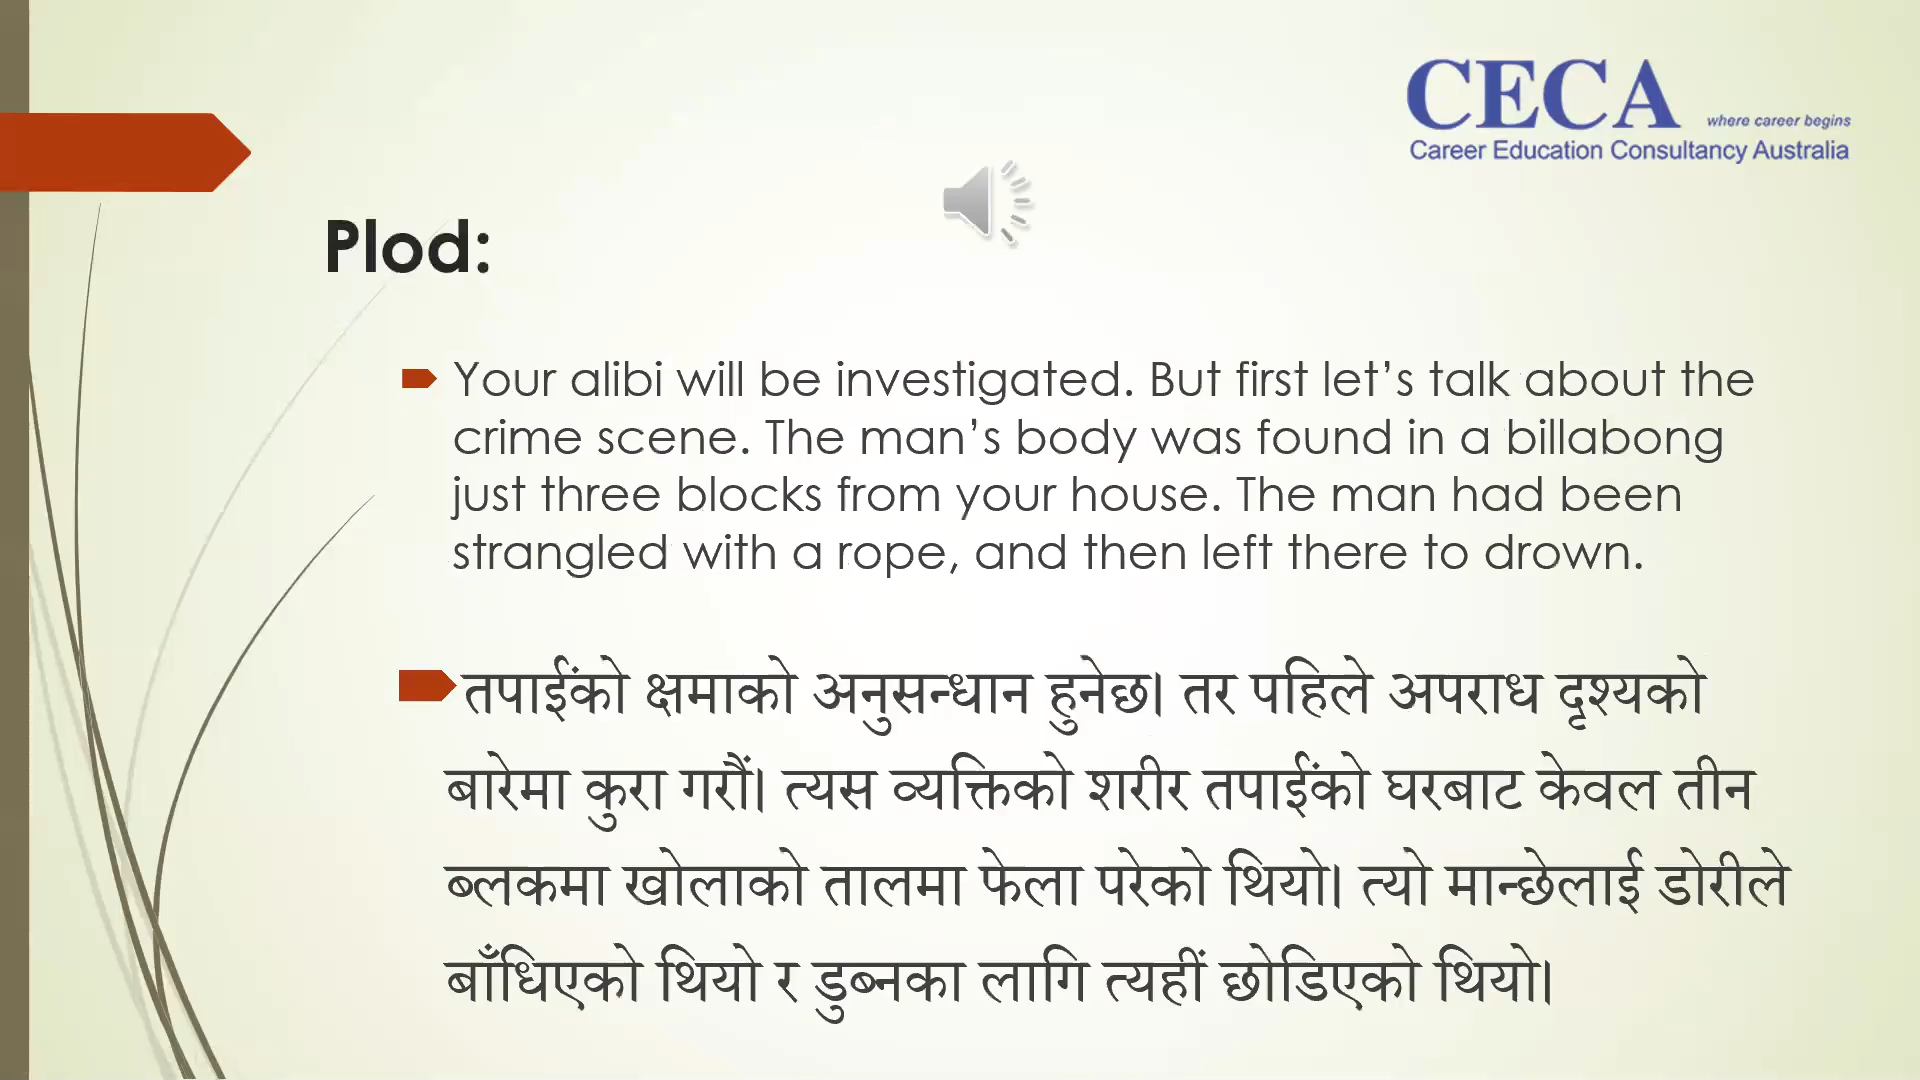 CECA where career begins
Career Education Consultancy Australia
Plod:
Your alibi will be investigated. But first let’s talk about the
crime scene. The man’s body was found in a billabong
just three blocks from your house. The man had been
strangled with a rope, and then left there to drown.
तपाईंको क्षमाको अनुसन्धान हुनेछ। तर पहिले अपराध दृश्यको
बारेमा कुरा गरौं। त्यस व्यक्तिको शरीर तपाईंको घरबाट केवल तीन
ब्लकमा खोलाको तालमा फेला परेको थियो। त्यो मान्छेलाई डोरीले
बाँधिएको थियो र डुब्नका लागि त्यहीं छोडिएको थियो।